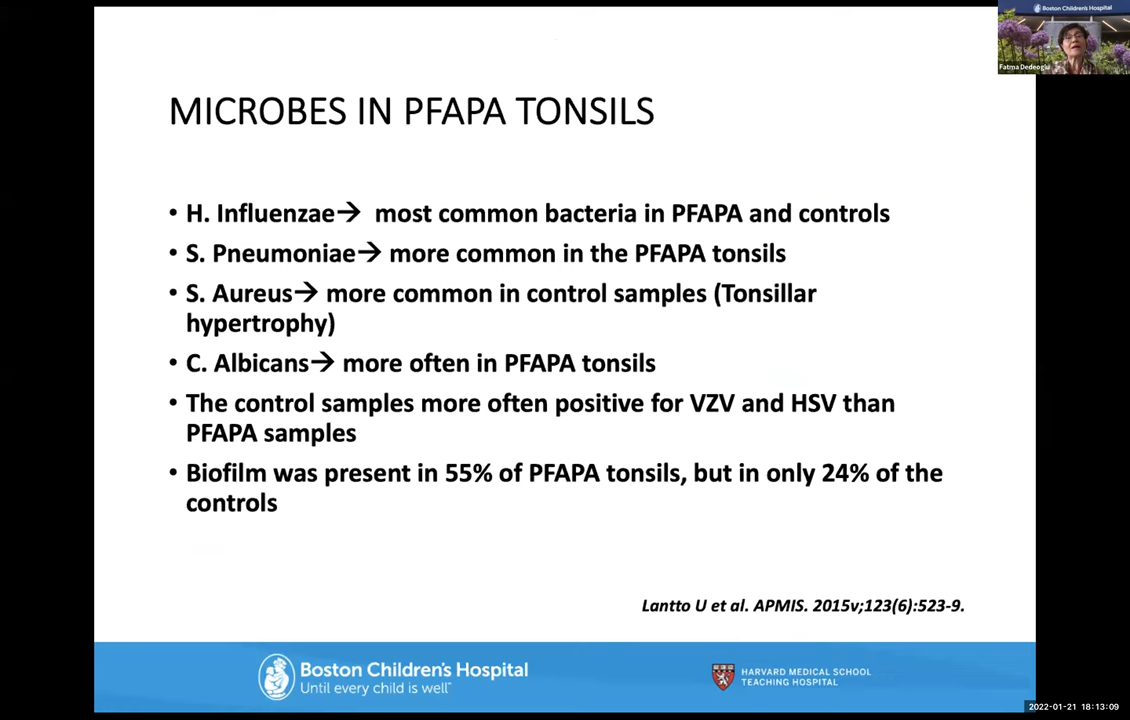 Boston Children's Hospital
Fatma Dedeoglu
MICROBES IN PFAPA TONSILS
• H. Influenzae→ most common bacteria in PFAPA and controls
• S. Pneumoniae→ more common in the PFAPA tonsils
• S. Aureus→ more common in control samples (Tonsillar
hypertrophy)
• C. Albicans→ more often in PFAPA tonsils
• The control samples more often positive for VZV and HSV than
PFAPA samples
• Biofilm was present in 55% of PFAPA tonsils, but in only 24% of the
controls
Lantto U et al. APMIS. 2015v;123(6):523-9.
Boston Children's Hospital
Until every child is well™
HARVARD MEDICAL SCHOOL
TEACHING HOSPITAL
2022-01-21 18:13:09